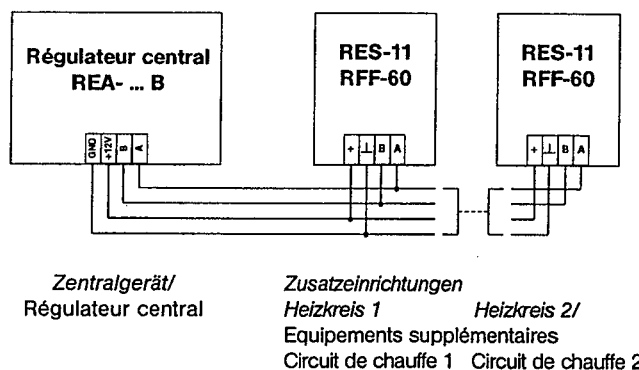 Régulateur central
REA- ... B
GND +12V B A
RES-11
RFF-60
+ ⊥ B A
RES-11
RFF-60
+ ⊥ B A
Zentralgerät/
Régulateur central
Zusatzeinrichtungen
Heizkreis 1 Heizkreis 2/
Equipements supplémentaires
Circuit de chauffe 1 Circuit de chauffe 2